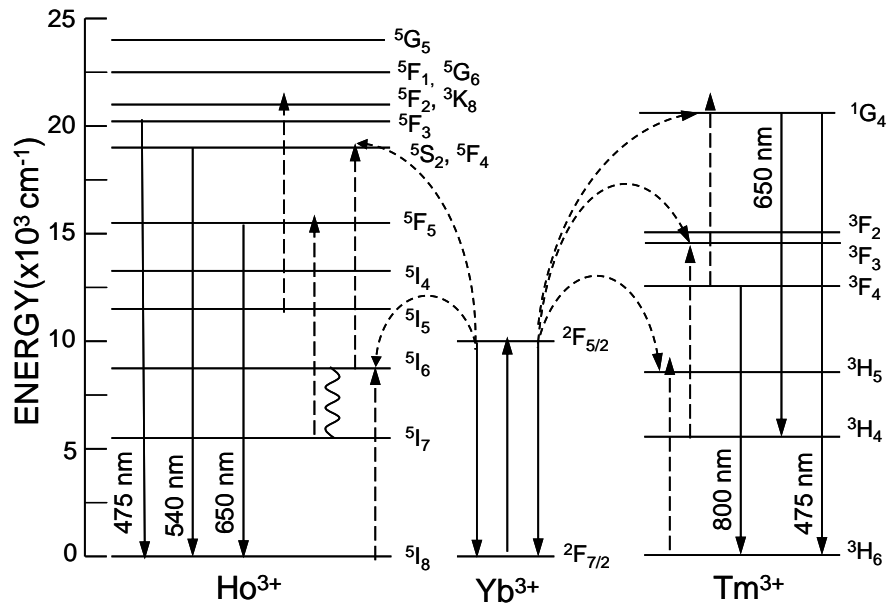 ENERGY(x10³ cm⁻¹)
25
20
15
10
5
0
⁵G₅
⁵F₁, ⁵G₆
⁵F₂, ³K₈
⁵F₃
⁵S₂, ⁵F₄
⁵F₅
⁵I₄
⁵I₅
⁵I₆
⁵I₇
⁵I₈
475 nm
540 nm
650 nm
Ho³⁺
²F₅/₂
²F₇/₂
Yb³⁺
¹G₄
³F₂
³F₃
³F₄
³H₅
³H₄
³H₆
650 nm
800 nm
475 nm
Tm³⁺